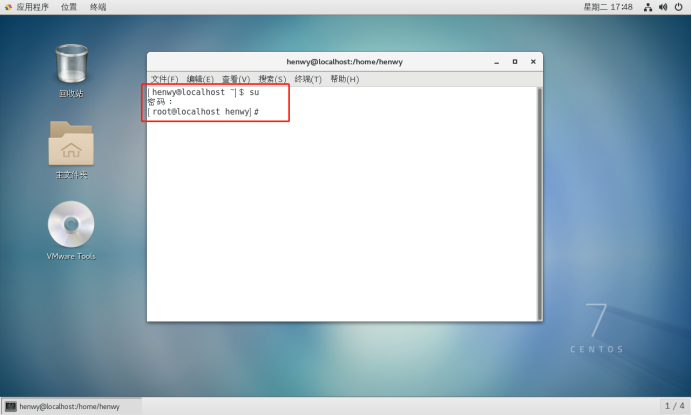 应用程序 位置 终端 星期二 17:48
回收站
主文件夹
VMware Tools
henwy@localhost:/home/henwy
文件(F) 编辑(E) 查看(V) 搜索(S) 终端(T) 帮助(H)
[henwy@localhost ~]$ su
密码：
[root@localhost henwy]#
7
CENTOS
henwy@localhost:/home/henwy 1 / 4